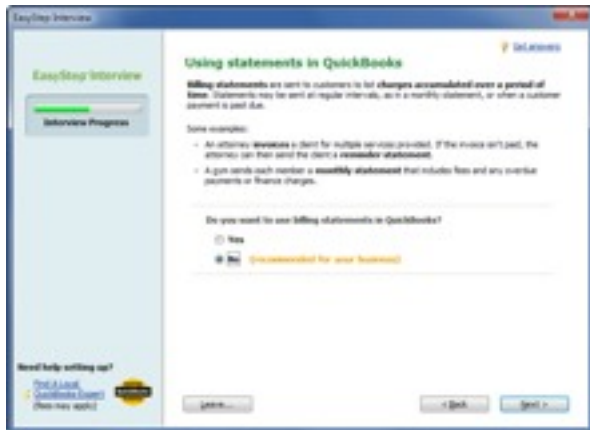 EasyStep Interview
Get answers
EasyStep Interview
Interview Progress
Using statements in QuickBooks
Billing statements are sent to customers to list charges accumulated over a period of
time. Statements may be sent at regular intervals, as in a monthly statement, or when a customer
payment is past due.
Some examples:
- An attorney invoices a client for multiple services provided. If the invoice isn't paid, the
attorney can then send the client a reminder statement.
- A gym sends each member a monthly statement that includes fees and any overdue
payments or finance charges.
Do you want to use billing statements in QuickBooks?
Yes
No (recommended for your business)
Need help setting up?
Find A Local
QuickBooks Expert
(fees may apply)
Leave...
< Back
Next >